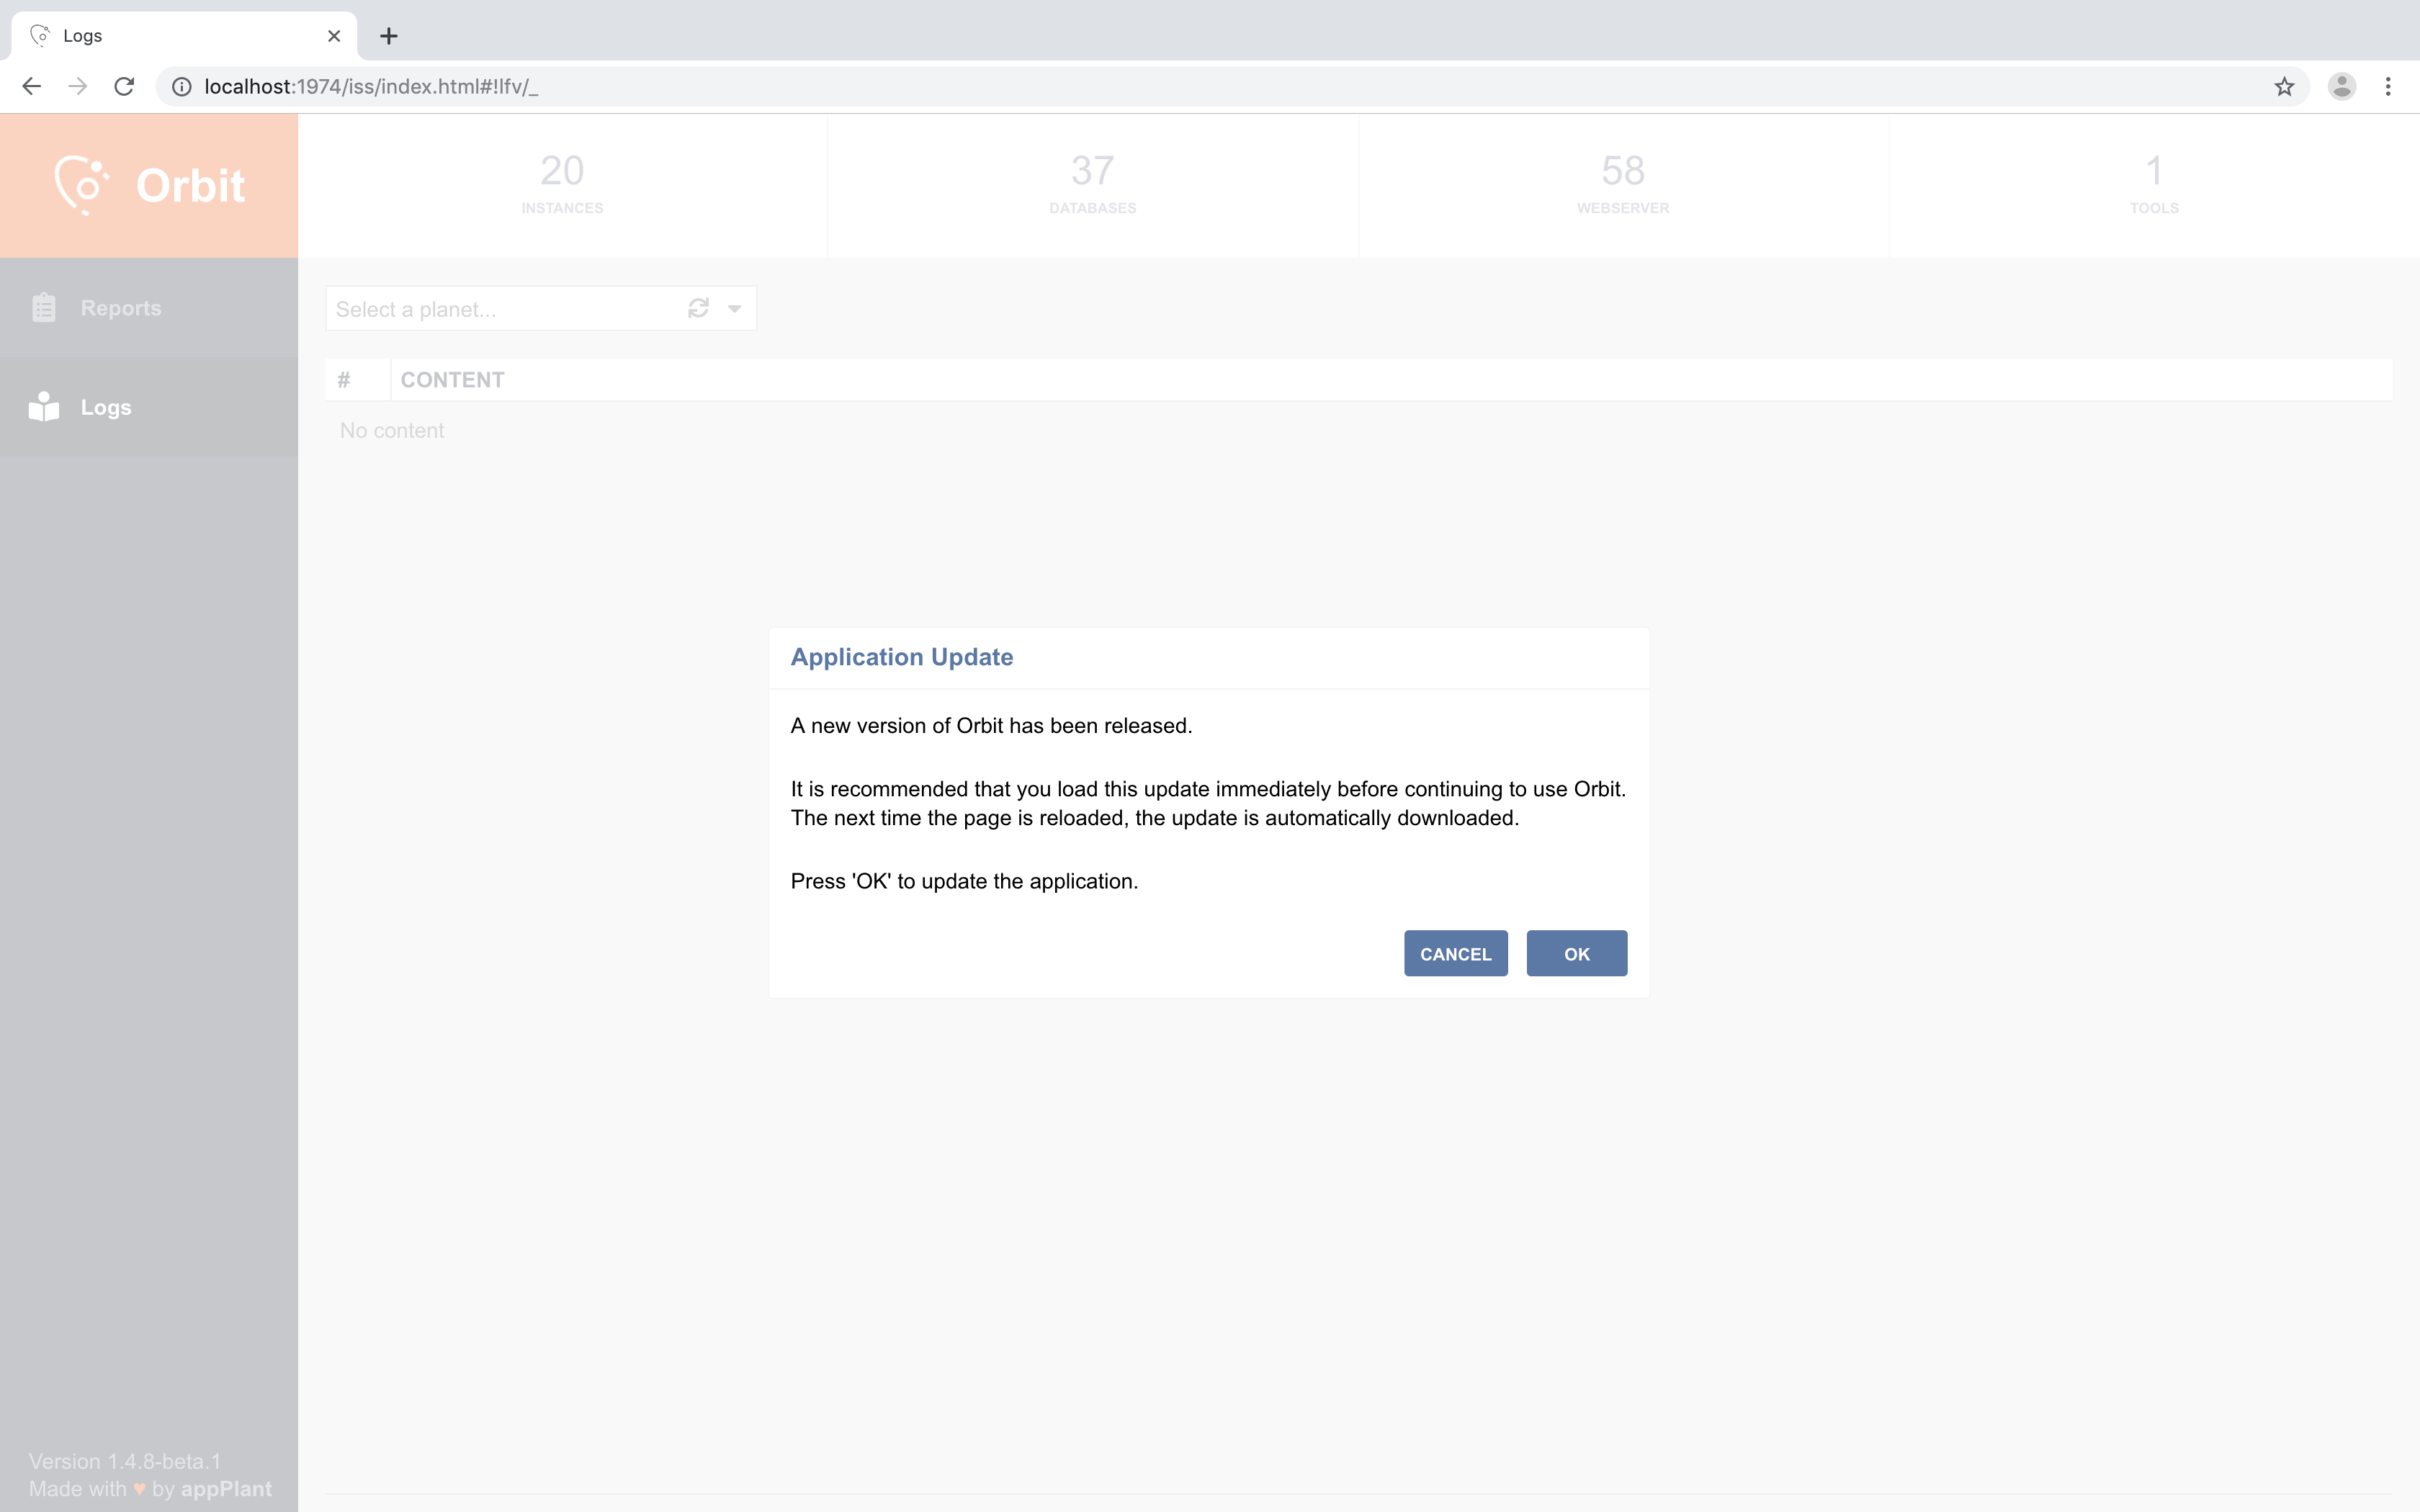 Logs
localhost:1974/iss/index.html#!lfv/_
Orbit
20
INSTANCES
37
DATABASES
58
WEBSERVER
1
TOOLS
Reports
Logs
Select a planet...
# CONTENT
No content
Application Update
A new version of Orbit has been released.
It is recommended that you load this update immediately before continuing to use Orbit.
The next time the page is reloaded, the update is automatically downloaded.
Press 'OK' to update the application.
CANCEL OK
Version 1.4.8-beta.1
Made with ♥ by appPlant